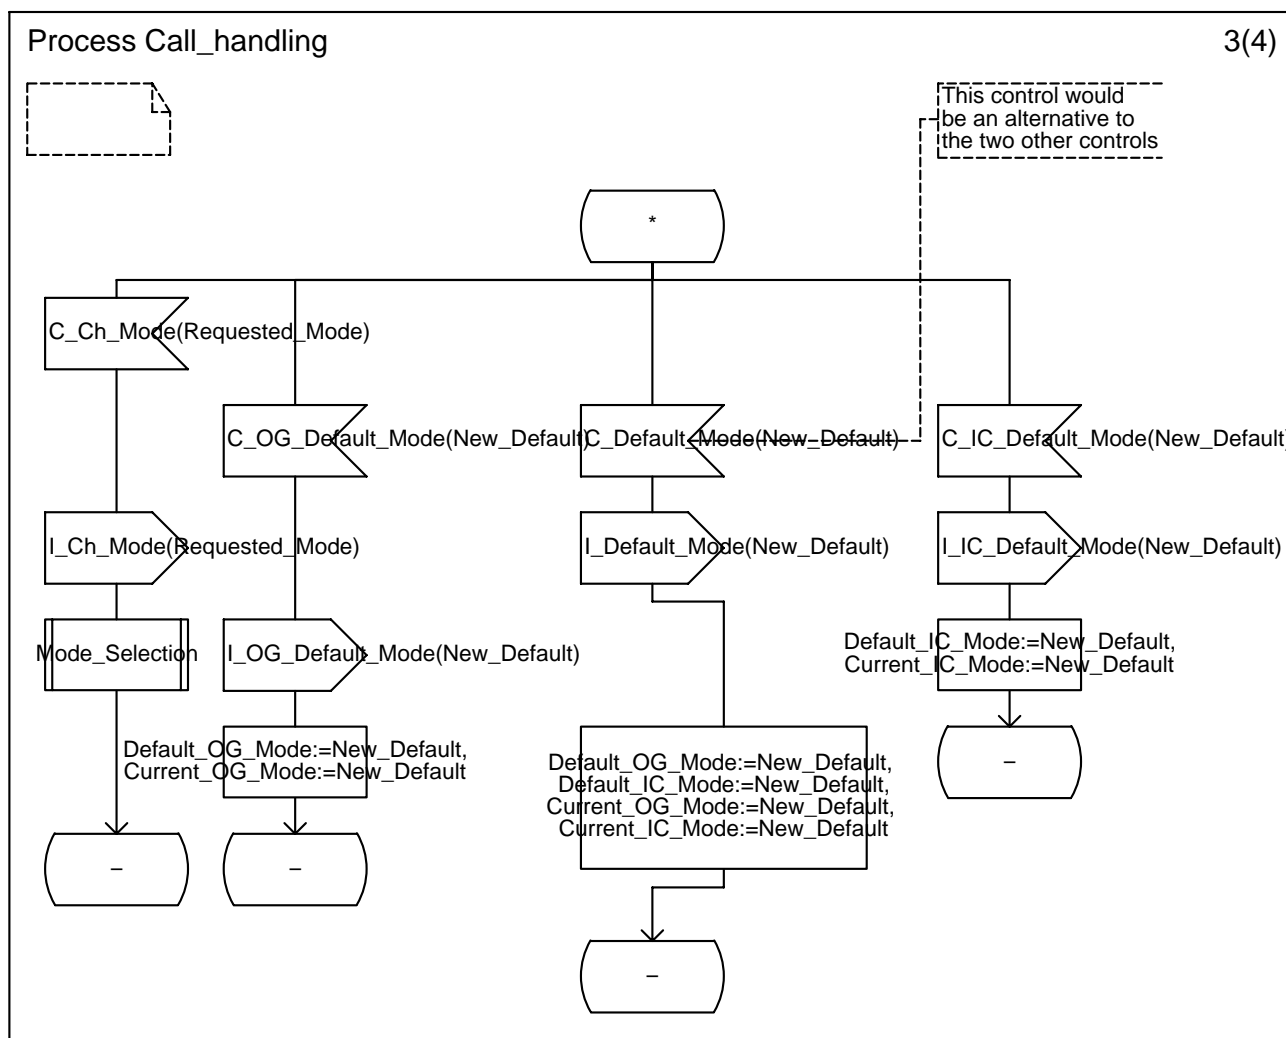 Process Call_handling
3(4)
This control would
be an alternative to
the two other controls
*
C_Ch_Mode(Requested_Mode)
C_OG_Default_Mode(New_Default)
C_Default_Mode(New_Default)
C_IC_Default_Mode(New_Default)
I_Ch_Mode(Requested_Mode)
I_Default_Mode(New_Default)
I_IC_Default_Mode(New_Default)
Mode_Selection
I_OG_Default_Mode(New_Default)
Default_IC_Mode:=New_Default,
Current_IC_Mode:=New_Default
Default_OG_Mode:=New_Default,
Current_OG_Mode:=New_Default
Default_OG_Mode:=New_Default,
Default_IC_Mode:=New_Default,
Current_OG_Mode:=New_Default,
Current_IC_Mode:=New_Default
–
–
–
–